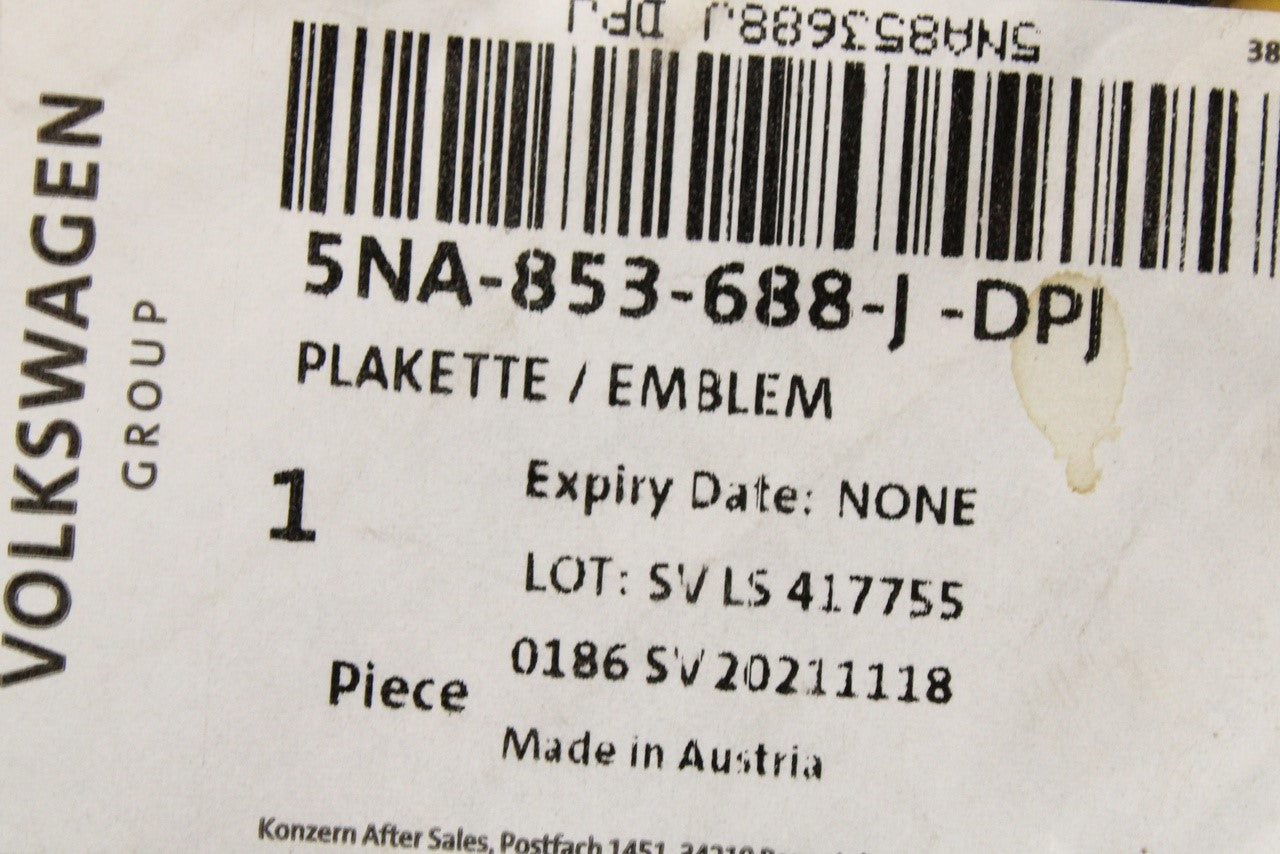 5NA853688J DPJ
38
VOLKSWAGEN
GROUP
5NA-853-688-J -DPJ
PLAKETTE / EMBLEM
1
Expiry Date: NONE
LOT: SV LS 417755
0186 SV 20211118
Piece
Made in Austria
Konzern After Sales, Postfach 1451, 34219